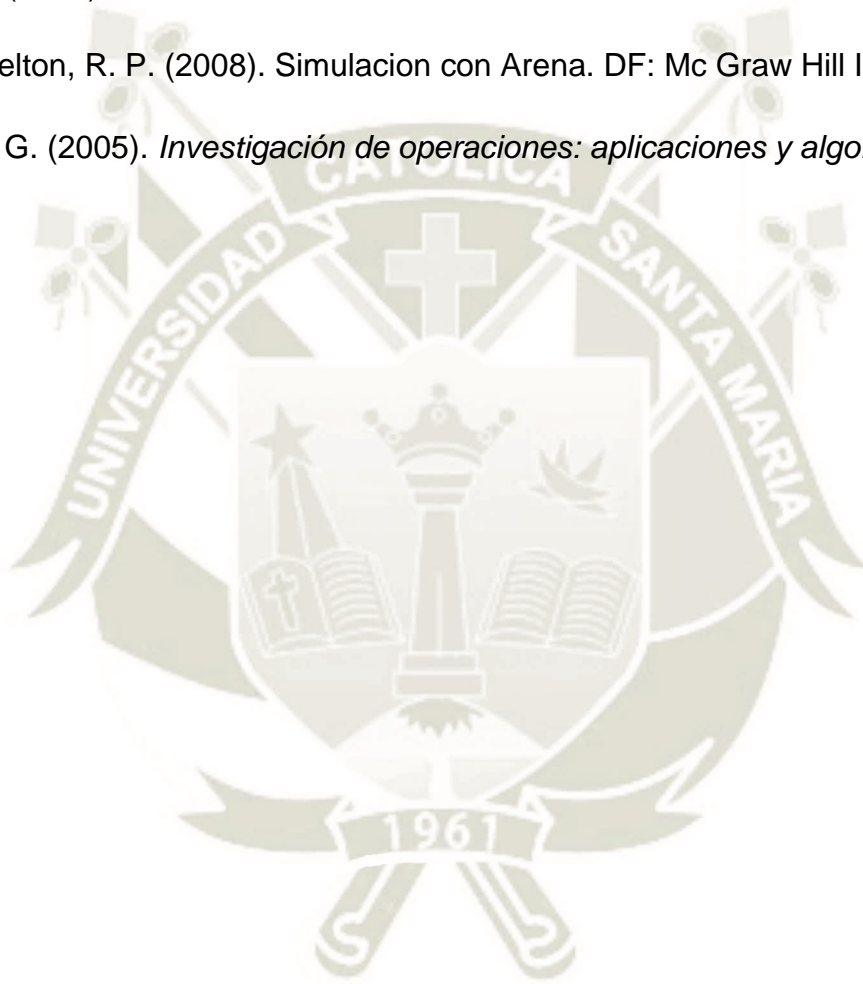 elton, R. P. (2008). Simulacion con Arena. DF: Mc Graw Hill I
G. (2005). Investigación de operaciones: aplicaciones y algo
CATOLICA
UNIVERSIDAD
SANTA MARIA
1961